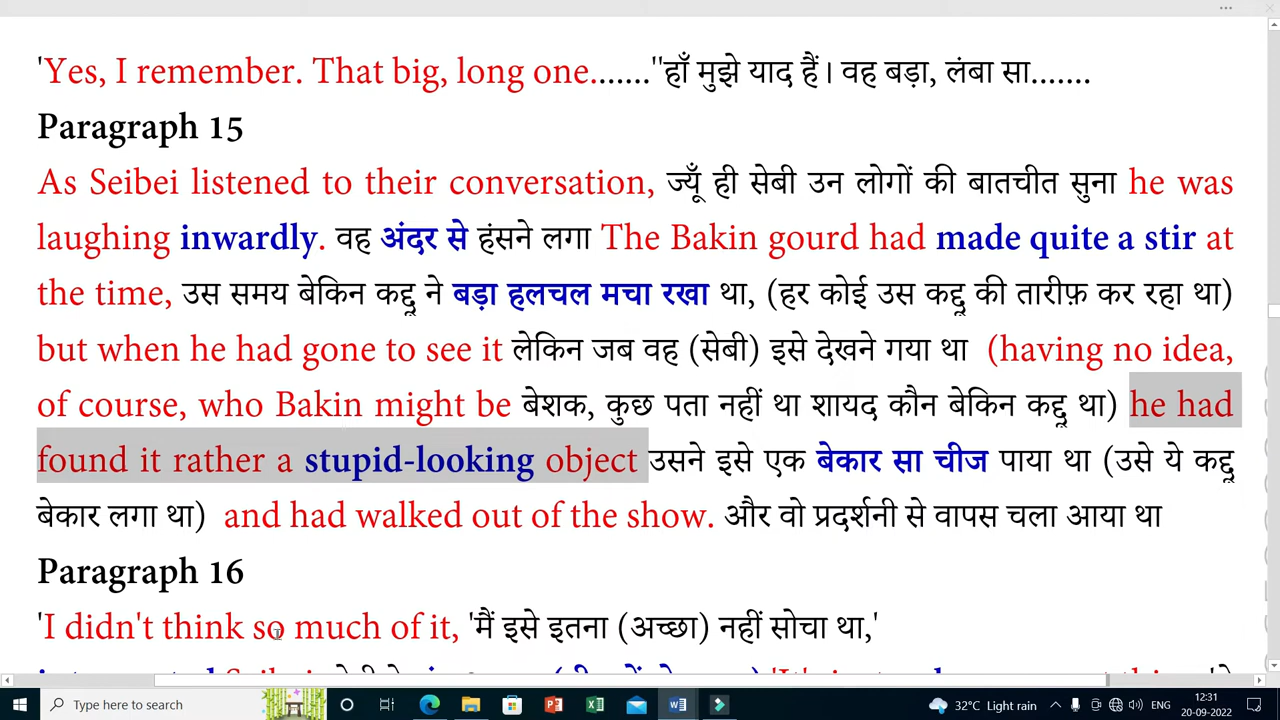 'Yes, I remember. That big, long one......."हाँ मुझे याद हैं। वह बड़ा, लंबा सा.......
Paragraph 15
As Seibei listened to their conversation, ज्यूँ ही सेबी उन लोगों की बातचीत सुना he was
laughing inwardly. वह अंदर से हंसने लगा The Bakin gourd had made quite a stir at
the time, उस समय बेकिन कद्दू ने बड़ा हलचल मचा रखा था, (हर कोई उस कद्दू की तारीफ़ कर रहा था)
but when he had gone to see it लेकिन जब वह (सेबी) इसे देखने गया था (having no idea,
of course, who Bakin might be बेशक, कुछ पता नहीं था शायद कौन बेकिन कद्दू था) he had
found it rather a stupid-looking object उसने इसे एक बेकार सा चीज पाया था (उसे ये कद्दू
बेकार लगा था) and had walked out of the show. और वो प्रदर्शनी से वापस चला आया था
Paragraph 16
'I didn't think so much of it, 'मैं इसे इतना (अच्छा) नहीं सोचा था,'
Type here to search
32°C Light rain
ENG
12:31
20-09-2022